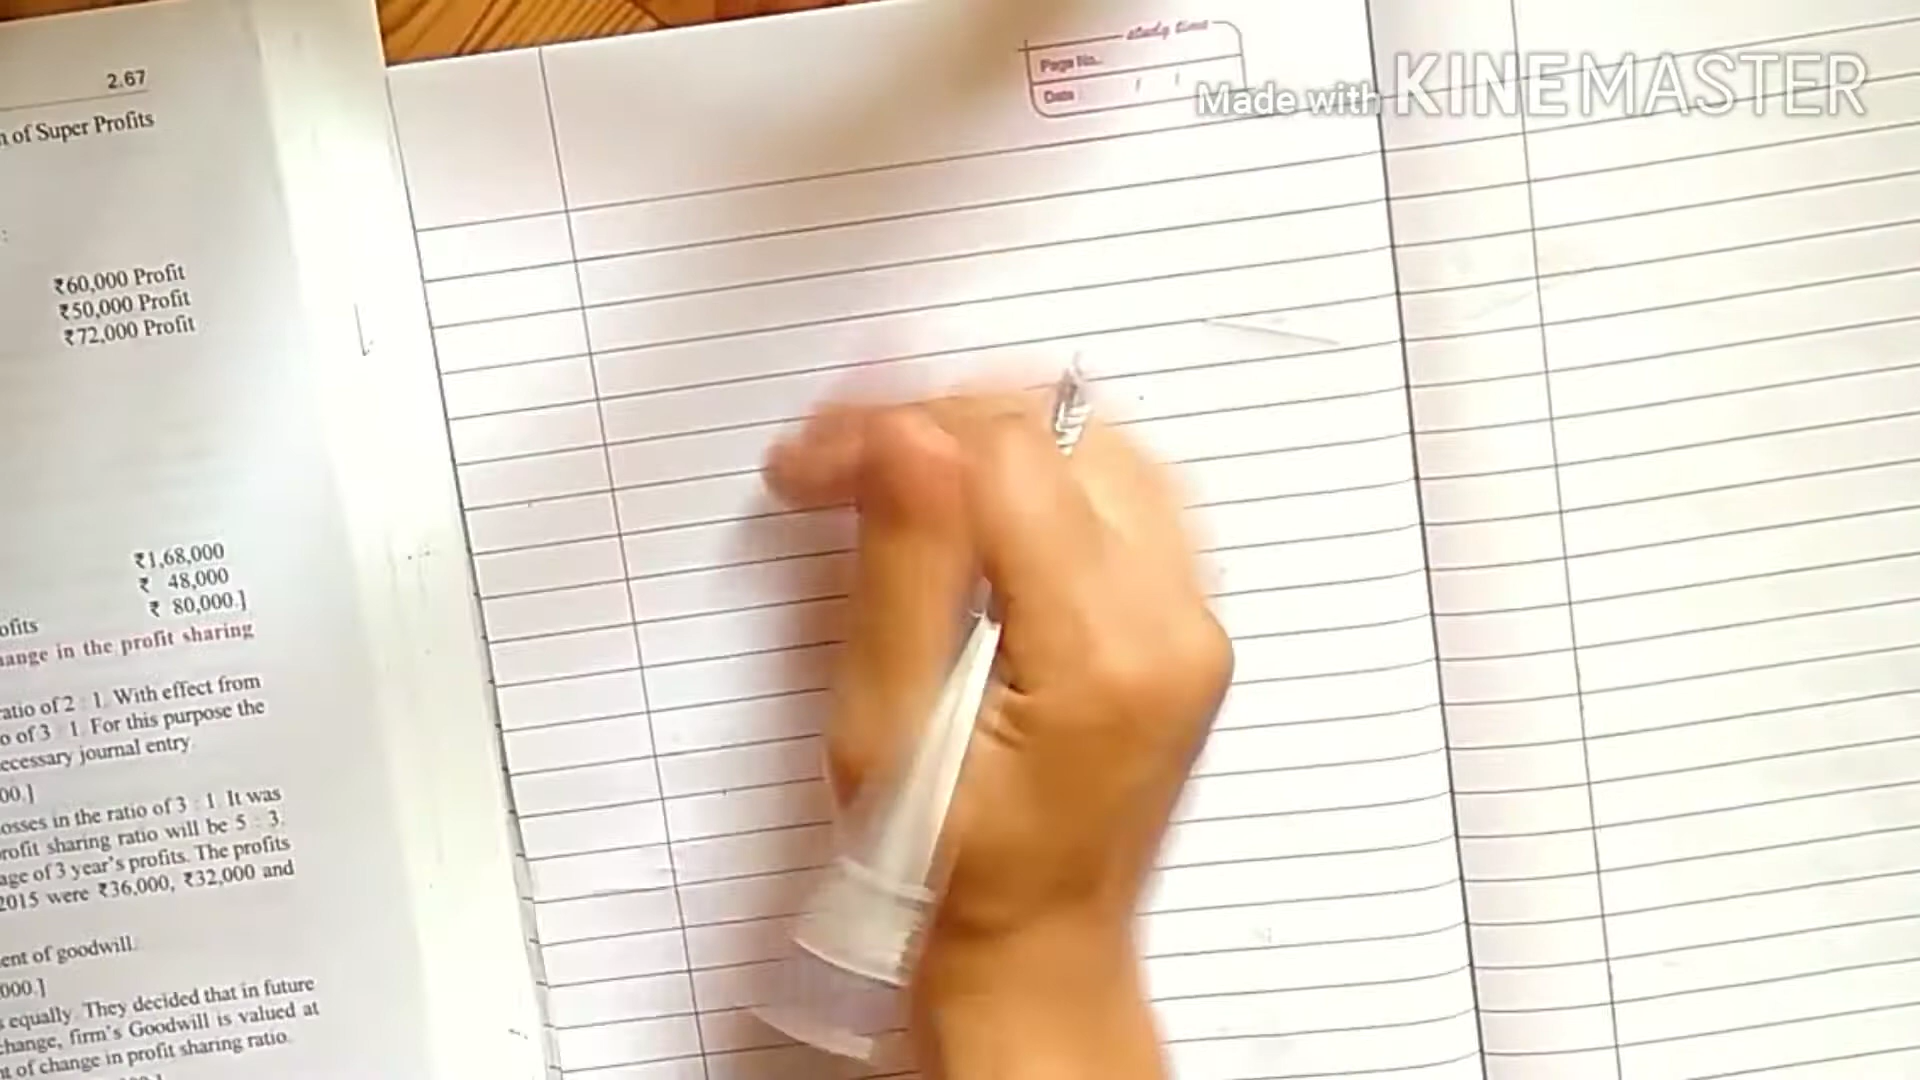 2.67
of Super Profits
:
₹60,000 Profit
₹50,000 Profit
₹72,000 Profit
₹1,68,000
₹ 48,000
₹ 80,000.]
ofits
hange in the profit sharing
atio of 2 : 1. With effect from
o of 3 : 1. For this purpose the
ecessary journal entry.
00.]
osses in the ratio of 3 : 1. It was
rofit sharing ratio will be 5 : 3.
age of 3 year's profits. The profits
2015 were ₹36,000, ₹32,000 and
ent of goodwill.
000.]
s equally. They decided that in future
change, firm's Goodwill is valued at
nt of change in profit sharing ratio.
study time
Page No.
Date :
Made with KINEMASTER